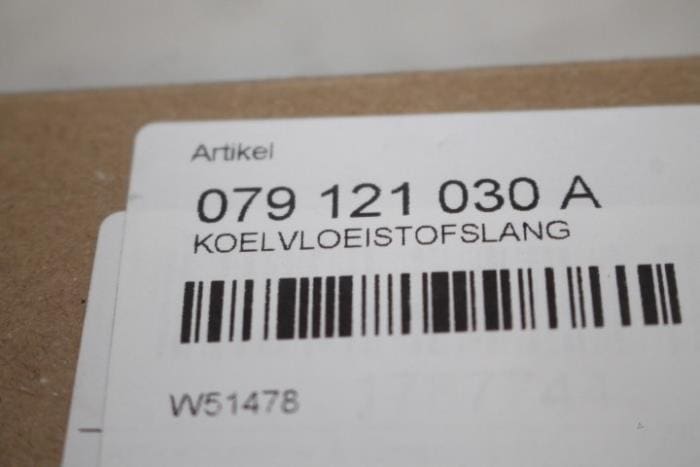 Artikel
079 121 030 A
KOELVLOEISTOFSLANG
W51478